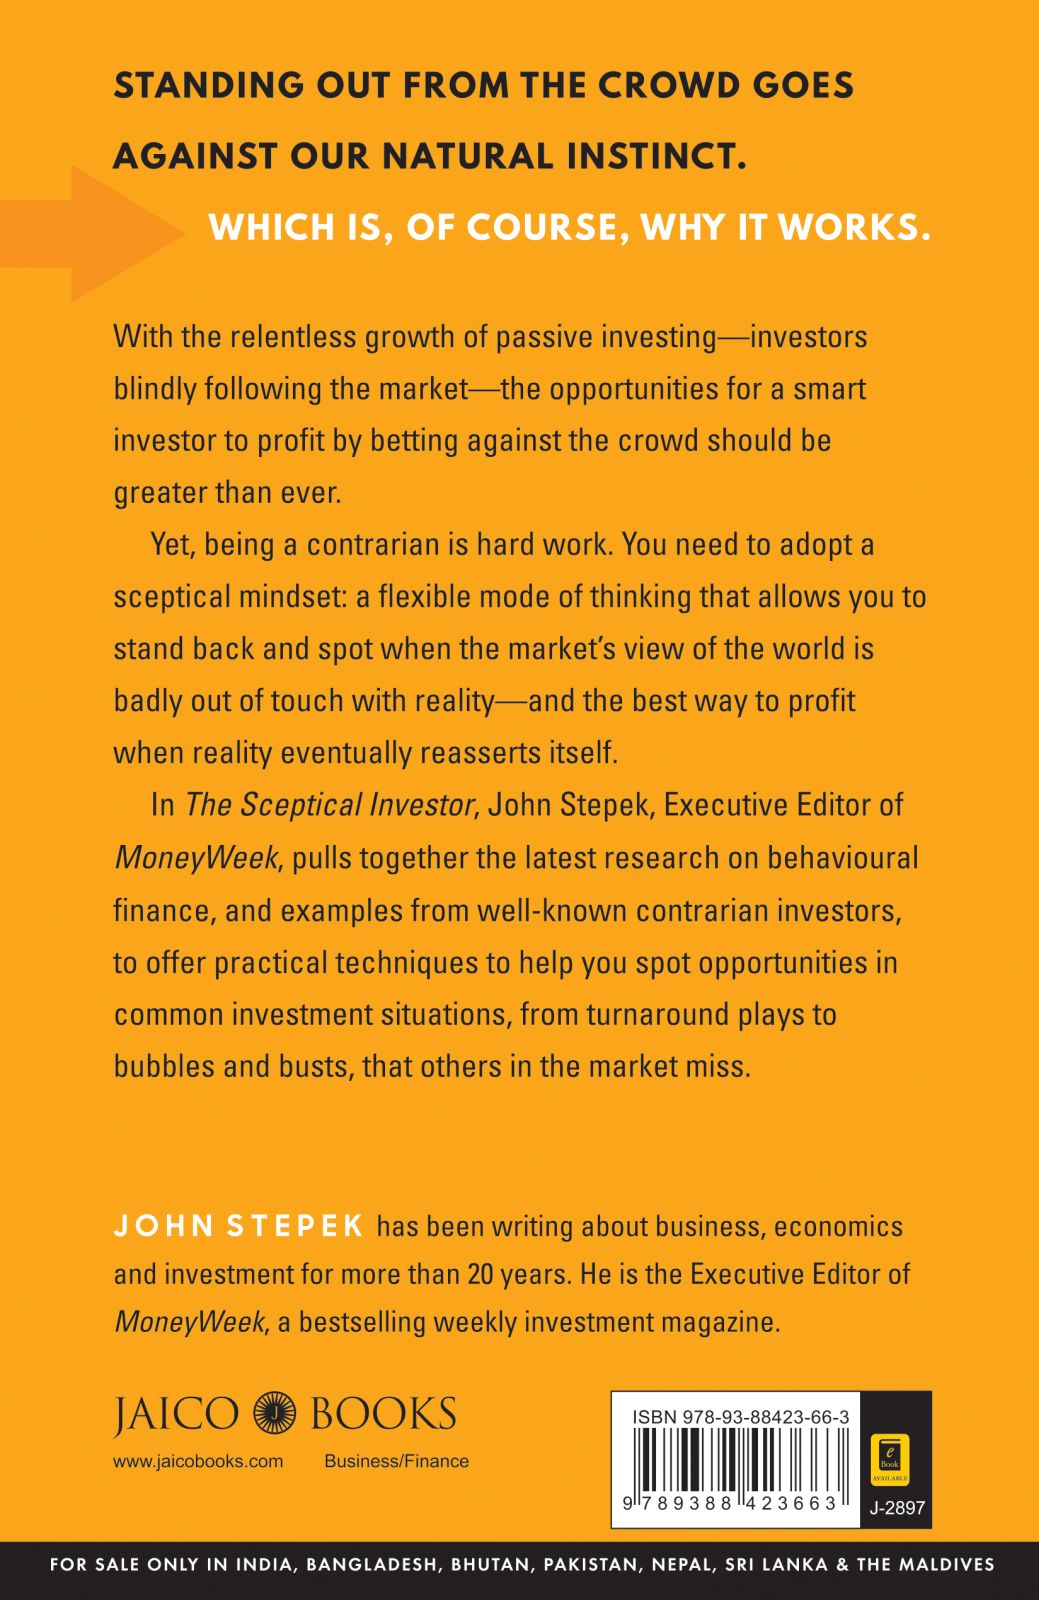 STANDING OUT FROM THE CROWD GOES
AGAINST OUR NATURAL INSTINCT.
WHICH IS, OF COURSE, WHY IT WORKS.
With the relentless growth of passive investing—investors
blindly following the market—the opportunities for a smart
investor to profit by betting against the crowd should be
greater than ever.
Yet, being a contrarian is hard work. You need to adopt a
sceptical mindset: a flexible mode of thinking that allows you to
stand back and spot when the market's view of the world is
badly out of touch with reality—and the best way to profit
when reality eventually reasserts itself.
In The Sceptical Investor, John Stepek, Executive Editor of
MoneyWeek, pulls together the latest research on behavioural
finance, and examples from well-known contrarian investors,
to offer practical techniques to help you spot opportunities in
common investment situations, from turnaround plays to
bubbles and busts, that others in the market miss.
JOHN STEPEK has been writing about business, economics
and investment for more than 20 years. He is the Executive Editor of
MoneyWeek, a bestselling weekly investment magazine.
JAICO J BOOKS
www.jaicobooks.com Business/Finance
ISBN 978-93-88423-66-3
9 789388 423663
e
Book
AVAILABLE
J-2897
FOR SALE ONLY IN INDIA, BANGLADESH, BHUTAN, PAKISTAN, NEPAL, SRI LANKA & THE MALDIVES